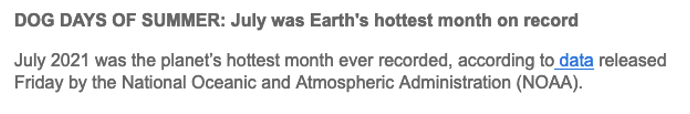 DOG DAYS OF SUMMER: July was Earth's hottest month on record
July 2021 was the planet's hottest month ever recorded, according to data released
Friday by the National Oceanic and Atmospheric Administration (NOAA).